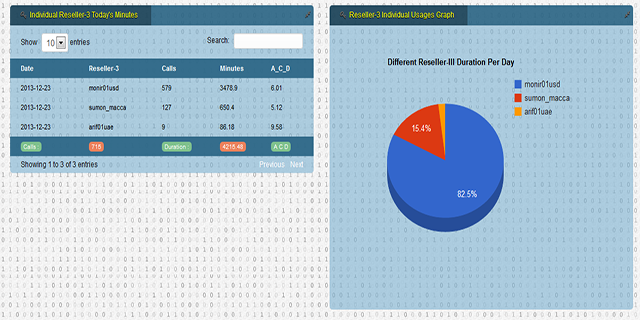 Individual Reseller-3 Today's Minutes
Show 10 entries
Search:
Date Reseller-3 Calls Minutes A_C_D
2013-12-23 monir01usd 579 3478.9 6.01
2013-12-23 sumon_macca 127 650.4 5.12
2013-12-23 arif01uae 9 86.18 9.58
Calls : 715 Duration : 4215.48 A C D
Showing 1 to 3 of 3 entries
Previous Next
Reseller-3 Individual Usages Graph
Different Reseller-III Duration Per Day
monir01usd
sumon_macca
arif01uae
15.4%
82.5%